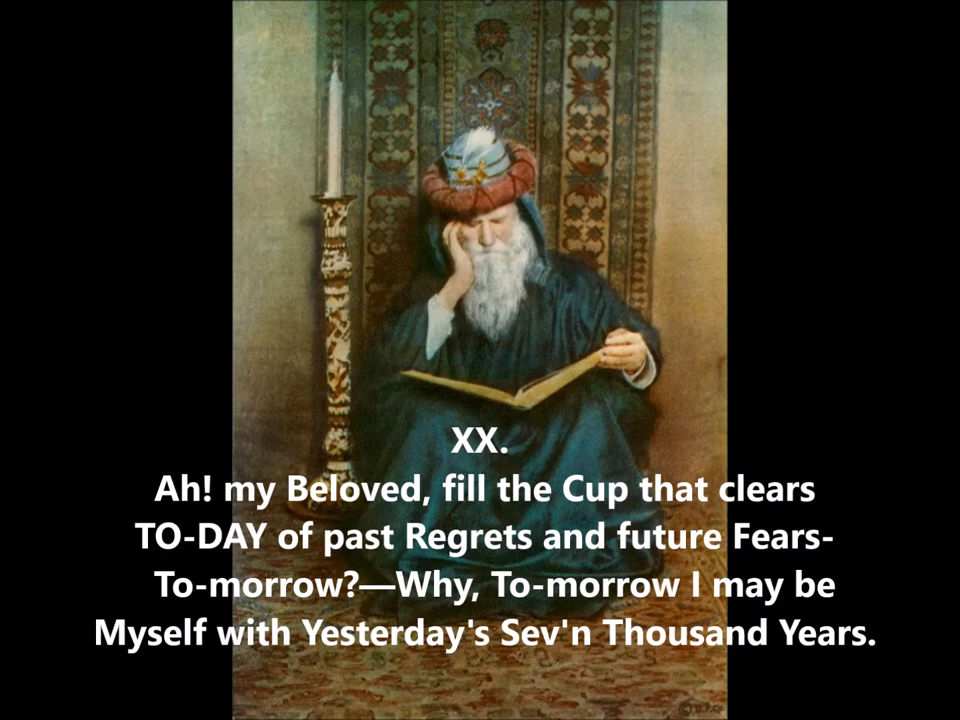 XX.
Ah! my Beloved, fill the Cup that clears
TO-DAY of past Regrets and future Fears-
To-morrow?—Why, To-morrow I may be
Myself with Yesterday's Sev'n Thousand Years.